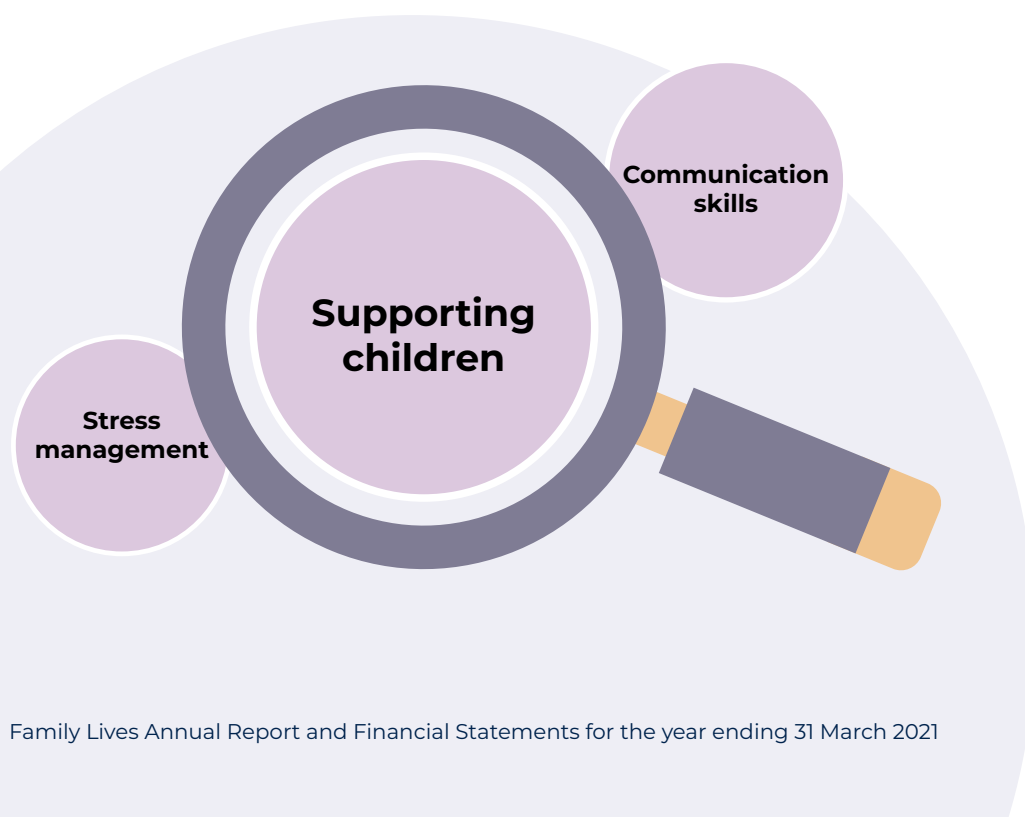 Communication
skills
Supporting
children
Stress
management
Family Lives Annual Report and Financial Statements for the year ending 31 March 2021